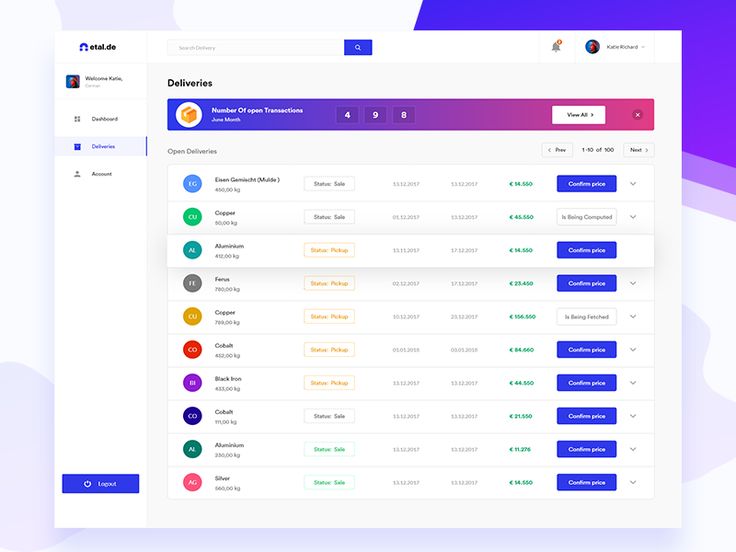 etal.de
Search Delivery
2
Katie Richard
Welcome Katie,
German
Dashboard
Deliveries
Account
Logout
Deliveries
Number Of open Transactions
June Month
4 9 8
View All
Open Deliveries
Prev 1-10 of 100 Next
EG Eisen Gemischt (Mulde ) Status: Sale 13.12.2017 13.12.2017 € 14.550 Confirm price
450,00 kg
CU Copper Status: Sale 01.12.2017 13.12.2017 € 45.550 Is Being Computed
50,00 kg
AL Aluminium Status: Pickup 13.11.2017 17.12.2017 € 14.550 Confirm price
412,00 kg
FE Ferus Status: Pickup 02.12.2017 17.12.2017 € 23.450 Confirm price
780,00 kg
CU Copper Status: Pickup 10.12.2017 23.12.2017 € 156.550 Is Being Fetched
789,00 kg
CO Cobalt Status: Pickup 05.01.2018 05.01.2018 € 84.660 Confirm price
452,00 kg
BI Black Iron Status: Pickup 13.12.2017 13.12.2017 € 44.550 Confirm price
433,00 kg
CO Cobalt Status: Sale 13.12.2017 13.12.2017 € 21.550 Confirm price
111,00 kg
AL Aluminium Status: Sale 13.12.2017 13.12.2017 € 11.276 Confirm price
230,00 kg
AG Silver Status: Sale 13.12.2017 13.12.2017 € 14.550 Confirm price
560,00 kg